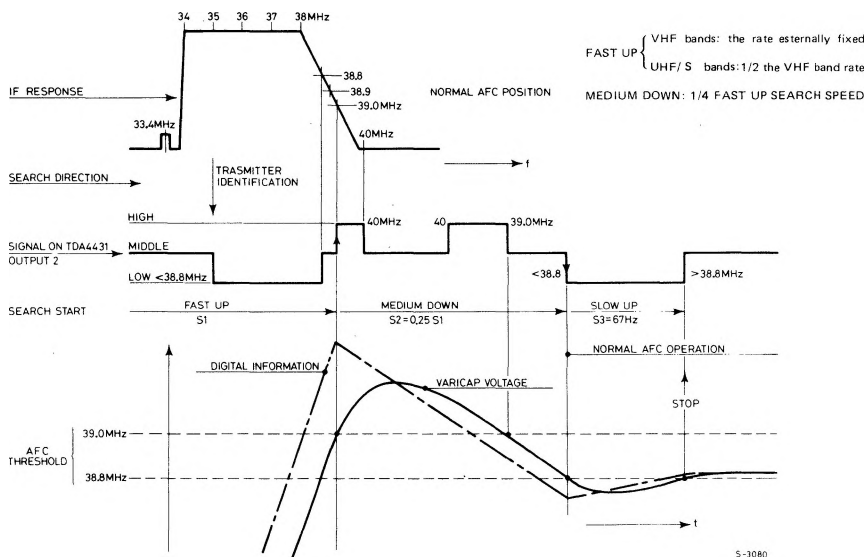 34 35 36 37 38MHz
FAST UP { VHF bands: the rate esternally fixed
UHF/S bands: 1/2 the VHF band rate
MEDIUM DOWN: 1/4 FAST UP SEARCH SPEED
38.8
38.9
39.0MHz
IF RESPONSE
NORMAL AFC POSITION
33,4MHz
40MHz
f
SEARCH DIRECTION
TRASMITTER
IDENTIFICATION
HIGH
40MHz
40
39.0MHz
SIGNAL ON TDA4431
OUTPUT 2
MIDDLE
LOW <38.8MHz
<38.8
>38.8MHz
SEARCH START
FAST UP
S1
MEDIUM DOWN
S2=0,25 S1
SLOW UP
S3=67Hz
NORMAL AFC OPERATION
DIGITAL INFORMATION
VARICAP VOLTAGE
STOP
39.0MHz
AFC
THRESHOLD
38.8MHz
t
S-3080